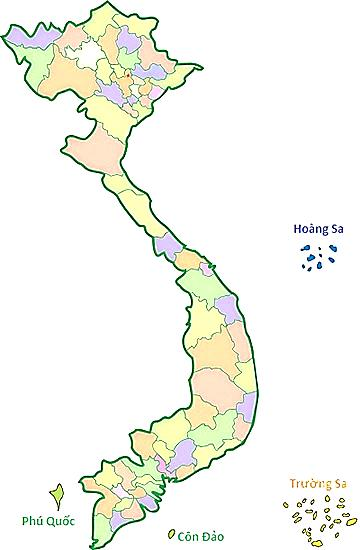 Hoàng Sa
Trường Sa
Phú Quốc
Côn Đảo